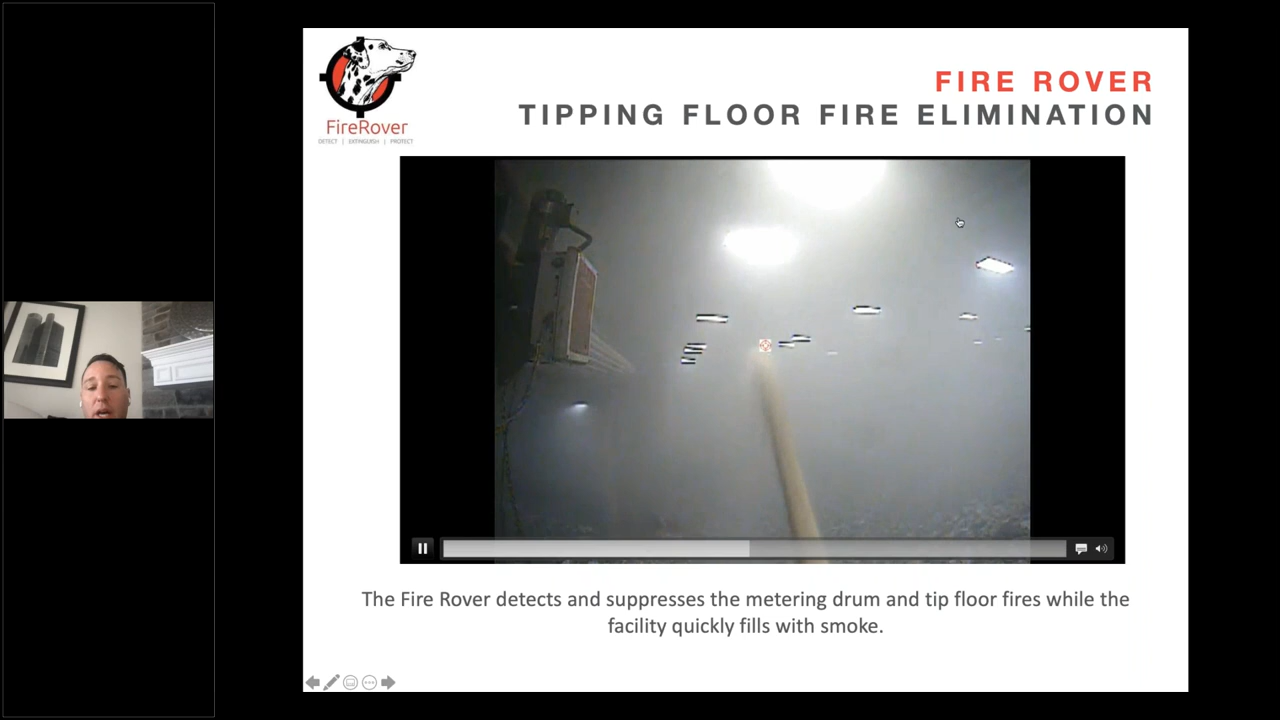 FIRE ROVER
TIPPING FLOOR FIRE ELIMINATION
FireRover
DETECT | EXTINGUISH | PROTECT
The Fire Rover detects and suppresses the metering drum and tip floor fires while the
facility quickly fills with smoke.